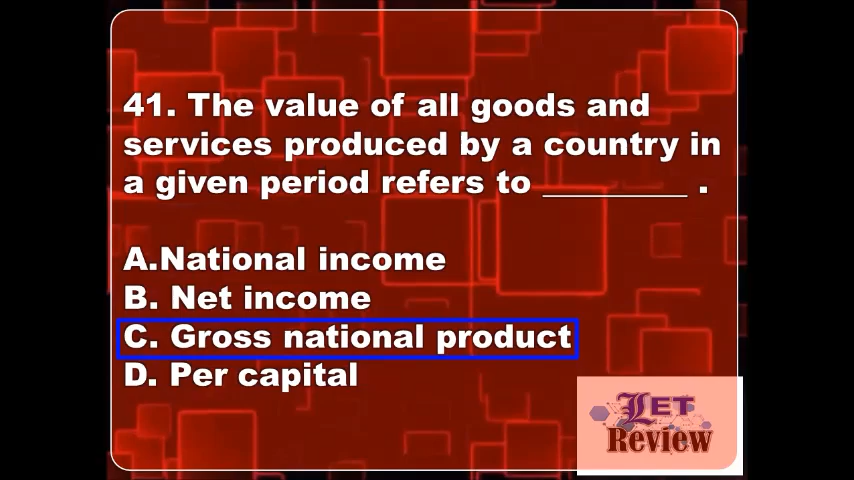 41. The value of all goods and
services produced by a country in
a given period refers to __________ .
A.National income
B. Net income
C. Gross national product
D. Per capital
LET
Review